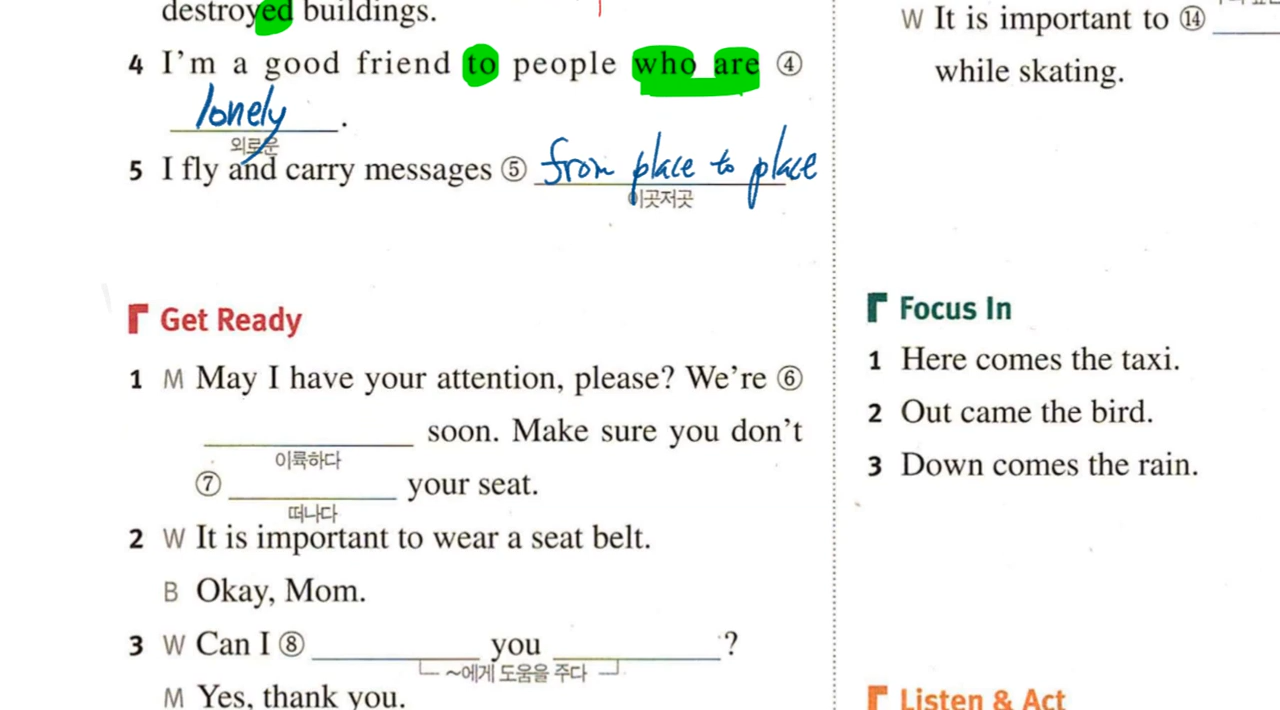 destroyed buildings.
4 I'm a good friend to people who are ④
lonely .
외로운
5 I fly and carry messages ⑤ from place to place
이곳저곳
Get Ready
1 M May I have your attention, please? We're ⑥
____________ soon. Make sure you don't
이륙하다
⑦ __________ your seat.
떠나다
2 W It is important to wear a seat belt.
B Okay, Mom.
3 W Can I ⑧ __________ you __________ ?
~에게 도움을 주다
M Yes, thank you.
W It is important to ⑭ ____
while skating.
Focus In
1 Here comes the taxi.
2 Out came the bird.
3 Down comes the rain.
Listen & Act